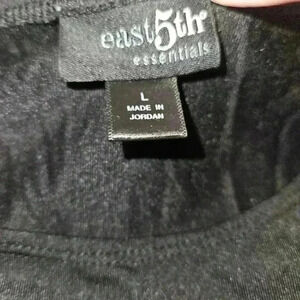 east5th
essentials
L
MADE IN
JORDAN